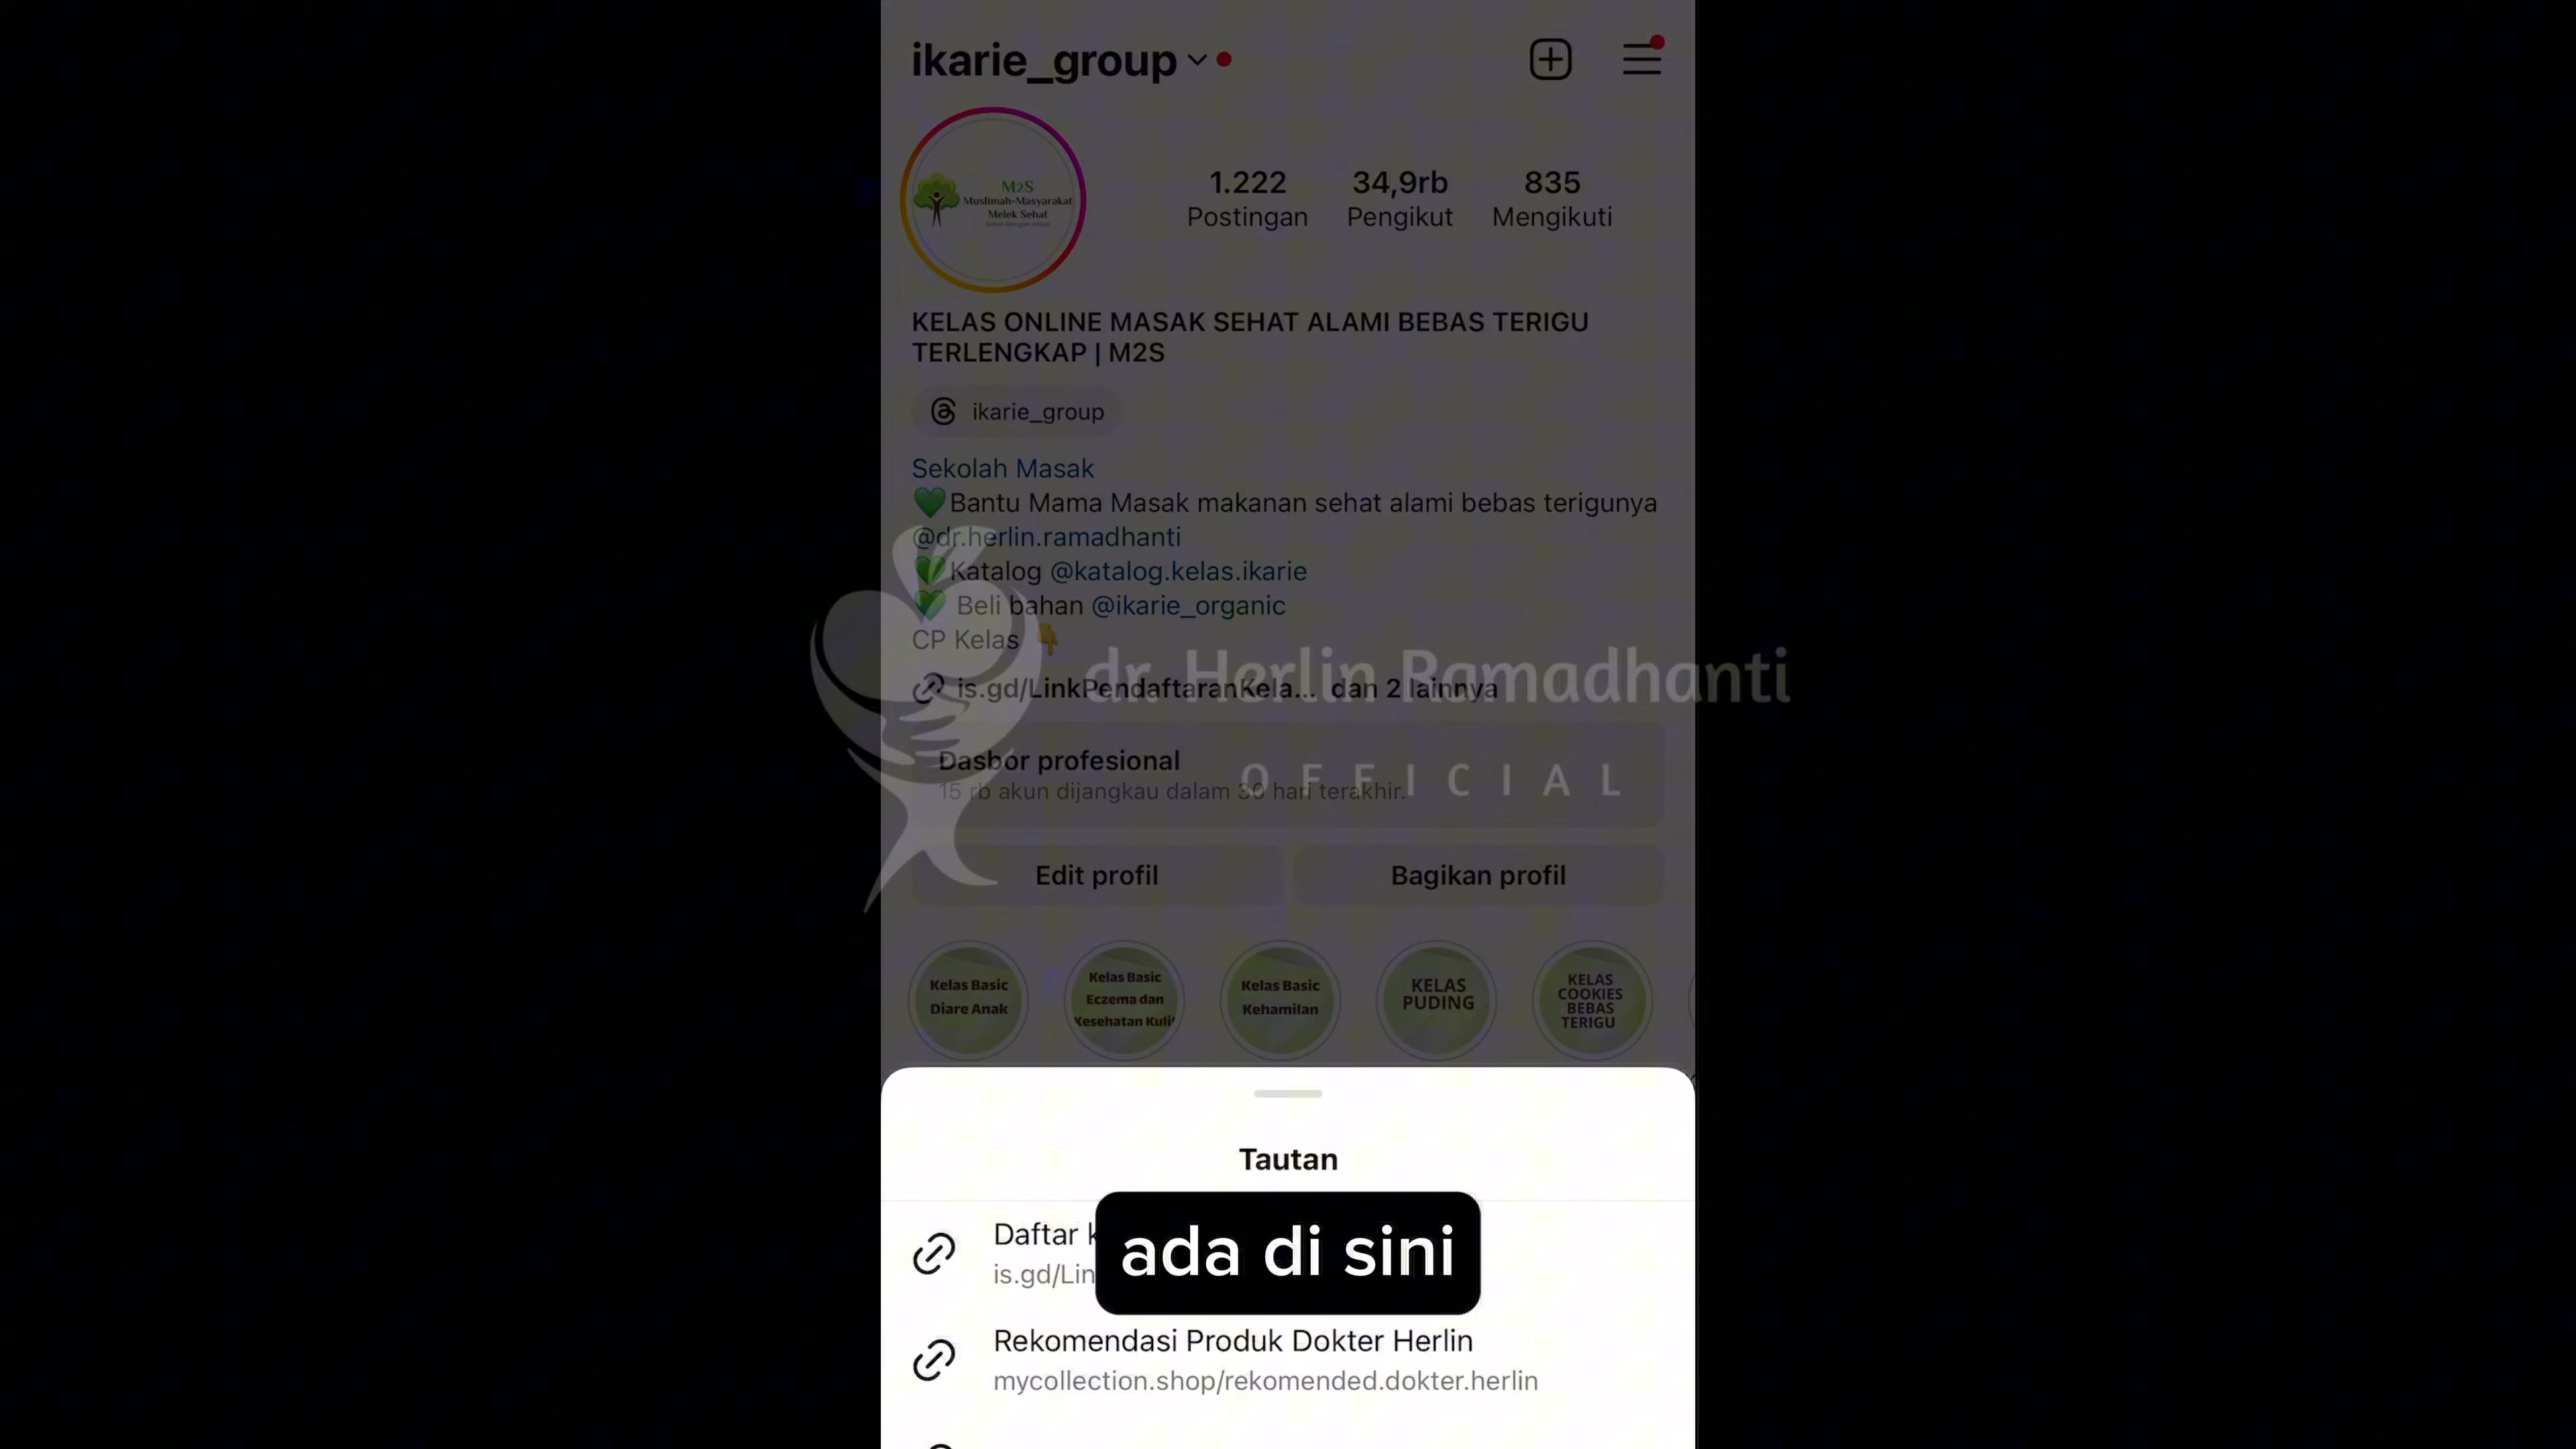 ikarie_group
M2S
Muslimah-Masyarakat
Melek Sehat
1.222
Postingan
34,9rb
Pengikut
835
Mengikuti
KELAS ONLINE MASAK SEHAT ALAMI BEBAS TERIGU
TERLENGKAP | M2S
ikarie_group
Sekolah Masak
💚Bantu Mama Masak makanan sehat alami bebas terigunya
@dr.herlin.ramadhanti
💚Katalog @katalog.kelas.ikarie
💚 Beli bahan @ikarie_organic
CP Kelas 👇
is.gd/LinkPendaftaranKela... dan 2 lainnya
dr. Herlin Ramadhanti
OFFICIAL
Dasbor profesional
15 rb akun dijangkau dalam 30 hari terakhir.
Edit profil
Bagikan profil
Kelas Basic
Diare Anak
Kelas Basic
Eczema dan
Kesehatan Kulit
Kelas Basic
Kehamilan
KELAS
PUDING
KELAS
COOKIES
BEBAS
TERIGU
Tautan
Daftar
is.gd/Lin
ada di sini
Rekomendasi Produk Dokter Herlin
mycollection.shop/rekomended.dokter.herlin